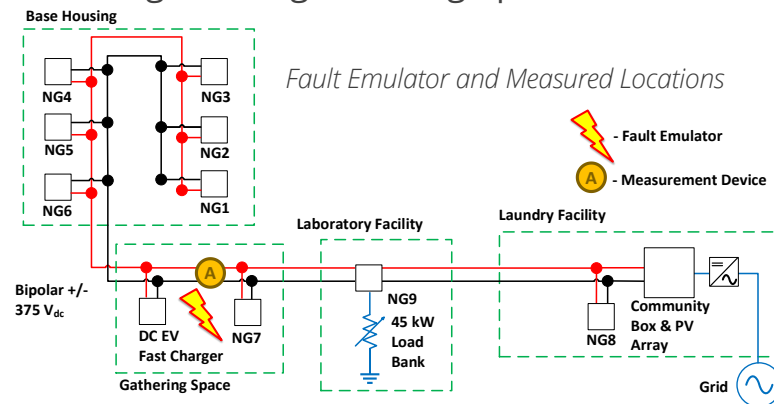 Base Housing
Fault Emulator and Measured Locations
NG4
NG3
NG5
NG2
NG6
NG1
- Fault Emulator
A
- Measurement Device
Laboratory Facility
Laundry Facility
A
Bipolar +/-
375 Vdc
DC EV
Fast Charger
NG7
NG9
45 kW
Load
Bank
NG8
Community
Box & PV
Array
Gathering Space
Grid